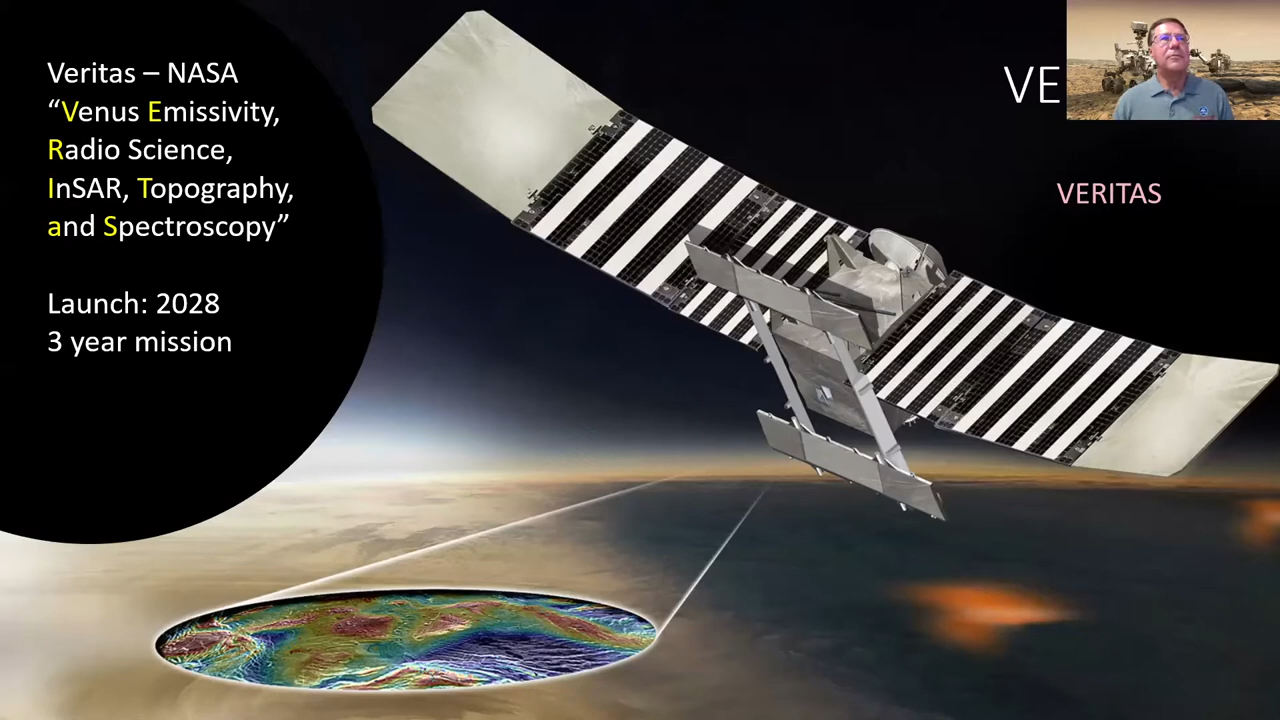 Veritas – NASA
“Venus Emissivity,
Radio Science,
InSAR, Topography,
and Spectroscopy”
Launch: 2028
3 year mission
VE
VERITAS